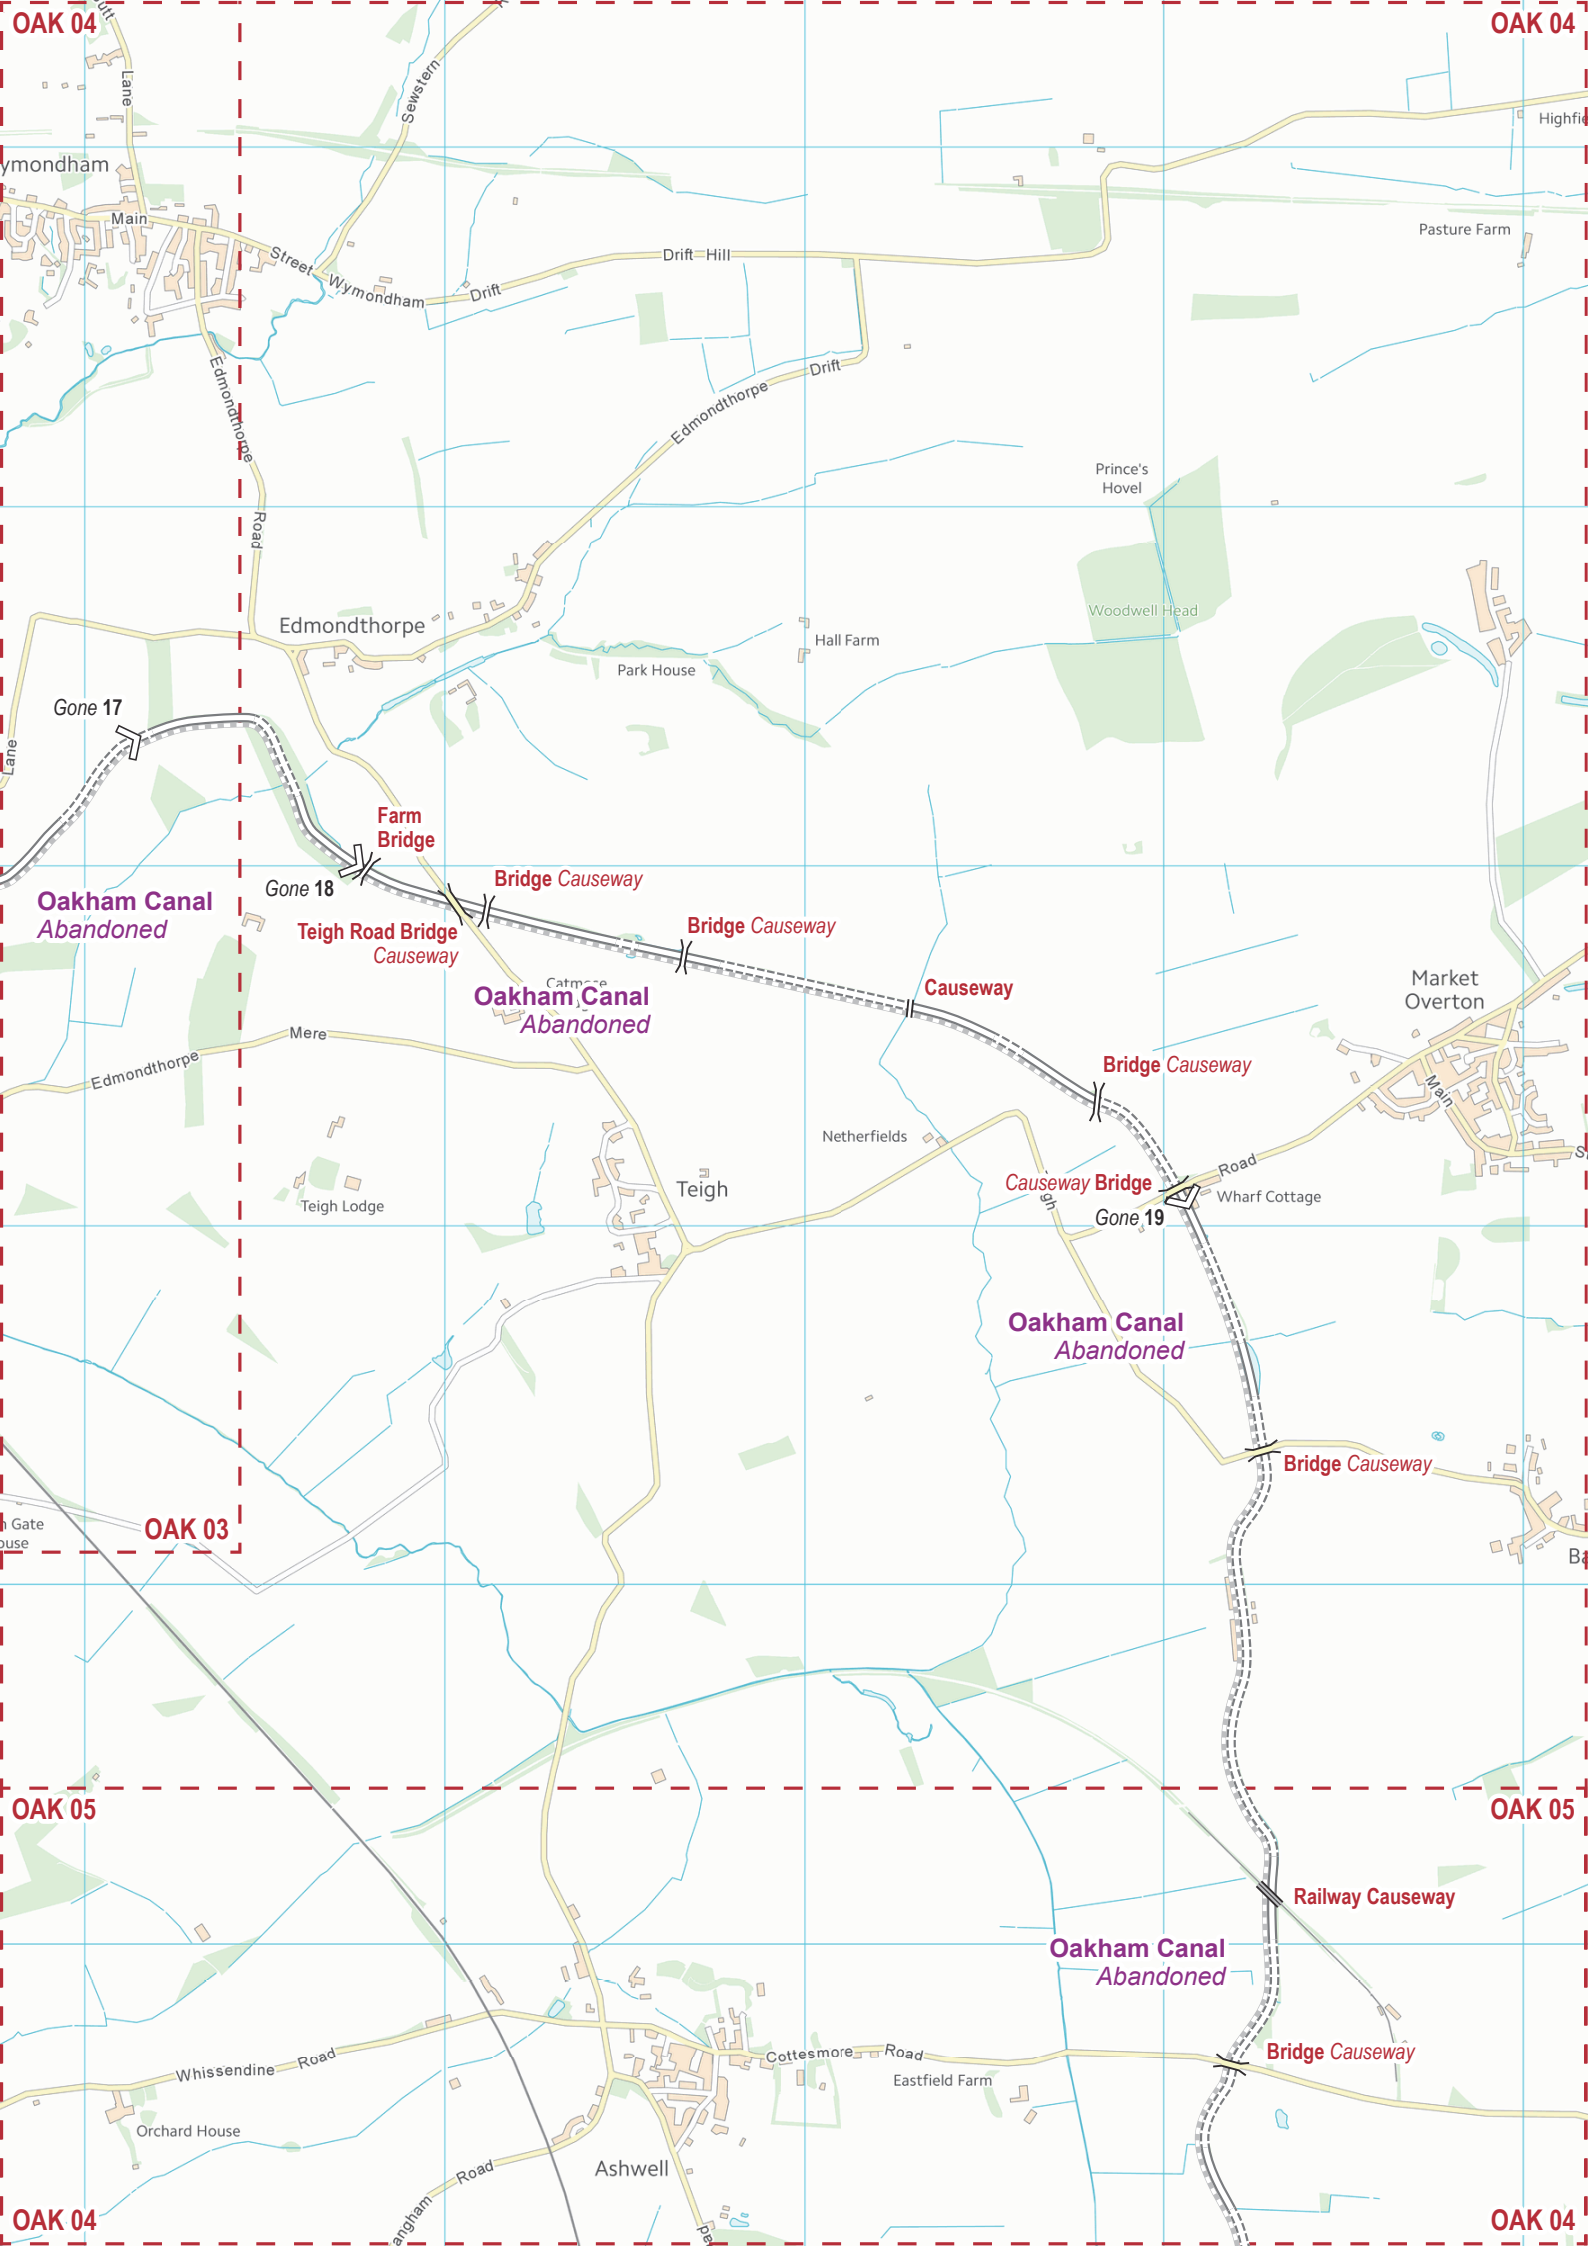 OAK 04
OAK 04
Lane
Sewstern
Highfie
ymondham
Main
Street
Wymondham
Drift
Drift Hill
Pasture Farm
Edmondthorpe
Road
Edmondthorpe
Drift
Prince's
Hovel
Woodwell Head
Edmondthorpe
Hall Farm
Park House
Gone 17
Lane
Farm
Bridge
Gone 18
Bridge Causeway
Oakham Canal
Abandoned
Teigh Road Bridge
Causeway
Bridge Causeway
Oakham Canal
Abandoned
Causeway
Market
Overton
Mere
Edmondthorpe
Bridge Causeway
Main
Netherfields
Road
Causeway Bridge
Wharf Cottage
Gone 19
Teigh
Teigh Lodge
Oakham Canal
Abandoned
Bridge Causeway
Gate
OAK 03
OAK 05
OAK 05
Railway Causeway
Oakham Canal
Abandoned
Bridge Causeway
Whissendine Road
Cottesmore Road
Eastfield Farm
Orchard House
Ashwell
Road
angham
OAK 04
OAK 04